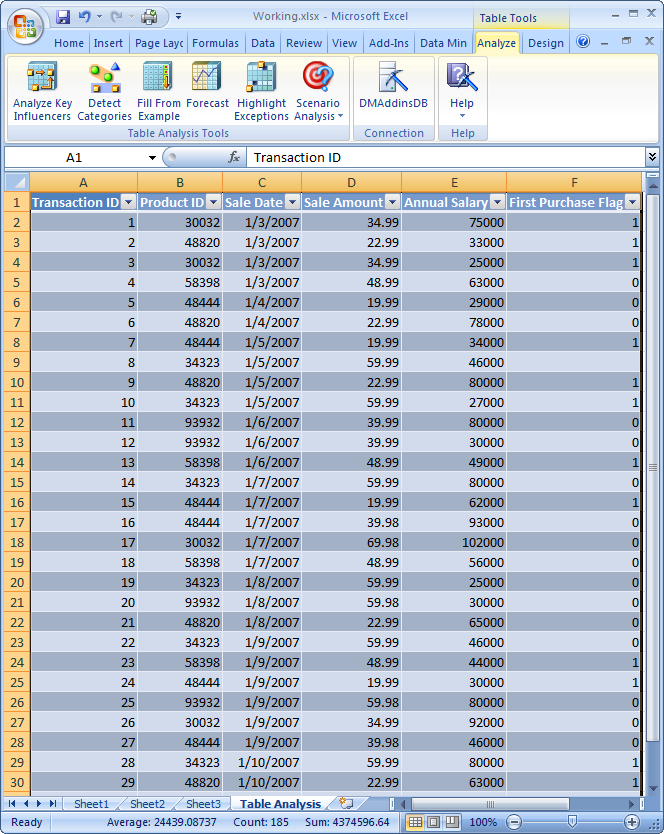 Working.xlsx - Microsoft Excel
Table Tools
Home Insert Page Layc Formulas Data Review View Add-Ins Data Min Analyze Design
Analyze Key Influencers
Detect Categories
Fill From Example
Forecast
Highlight Exceptions
Scenario Analysis
DMAddinsDB
Help
Table Analysis Tools
Connection
Help
A1 fx Transaction ID
A B C D E F
1 Transaction ID Product ID Sale Date Sale Amount Annual Salary First Purchase Flag
2 1 30032 1/3/2007 34.99 75000 1
3 2 48820 1/3/2007 22.99 33000 1
4 3 30032 1/3/2007 34.99 25000 1
5 4 58398 1/3/2007 48.99 63000 0
6 5 48444 1/4/2007 19.99 29000 0
7 6 48820 1/4/2007 22.99 78000 0
8 7 48444 1/5/2007 19.99 34000 1
9 8 34323 1/5/2007 59.99 46000
10 9 48820 1/5/2007 22.99 80000 1
11 10 34323 1/5/2007 59.99 27000 1
12 11 93932 1/6/2007 39.99 80000 0
13 12 93932 1/6/2007 39.99 30000 0
14 13 58398 1/6/2007 48.99 49000 1
15 14 34323 1/7/2007 59.99 80000 0
16 15 48444 1/7/2007 19.99 62000 1
17 16 48444 1/7/2007 39.98 93000 0
18 17 30032 1/7/2007 69.98 102000 0
19 18 58398 1/7/2007 48.99 56000 0
20 19 34323 1/8/2007 59.99 25000 0
21 20 93932 1/8/2007 59.98 30000 0
22 21 48820 1/8/2007 22.99 65000 0
23 22 34323 1/9/2007 59.99 46000 0
24 23 58398 1/9/2007 48.99 44000 1
25 24 48444 1/9/2007 19.99 30000 1
26 25 93932 1/9/2007 59.98 80000 0
27 26 30032 1/9/2007 34.99 92000 0
28 27 48444 1/9/2007 39.98 46000 0
29 28 34323 1/10/2007 59.99 80000 1
30 29 48820 1/10/2007 22.99 63000 1
Sheet1 Sheet2 Sheet3 Table Analysis
Ready Average: 24439.08737 Count: 185 Sum: 4374596.64 100%